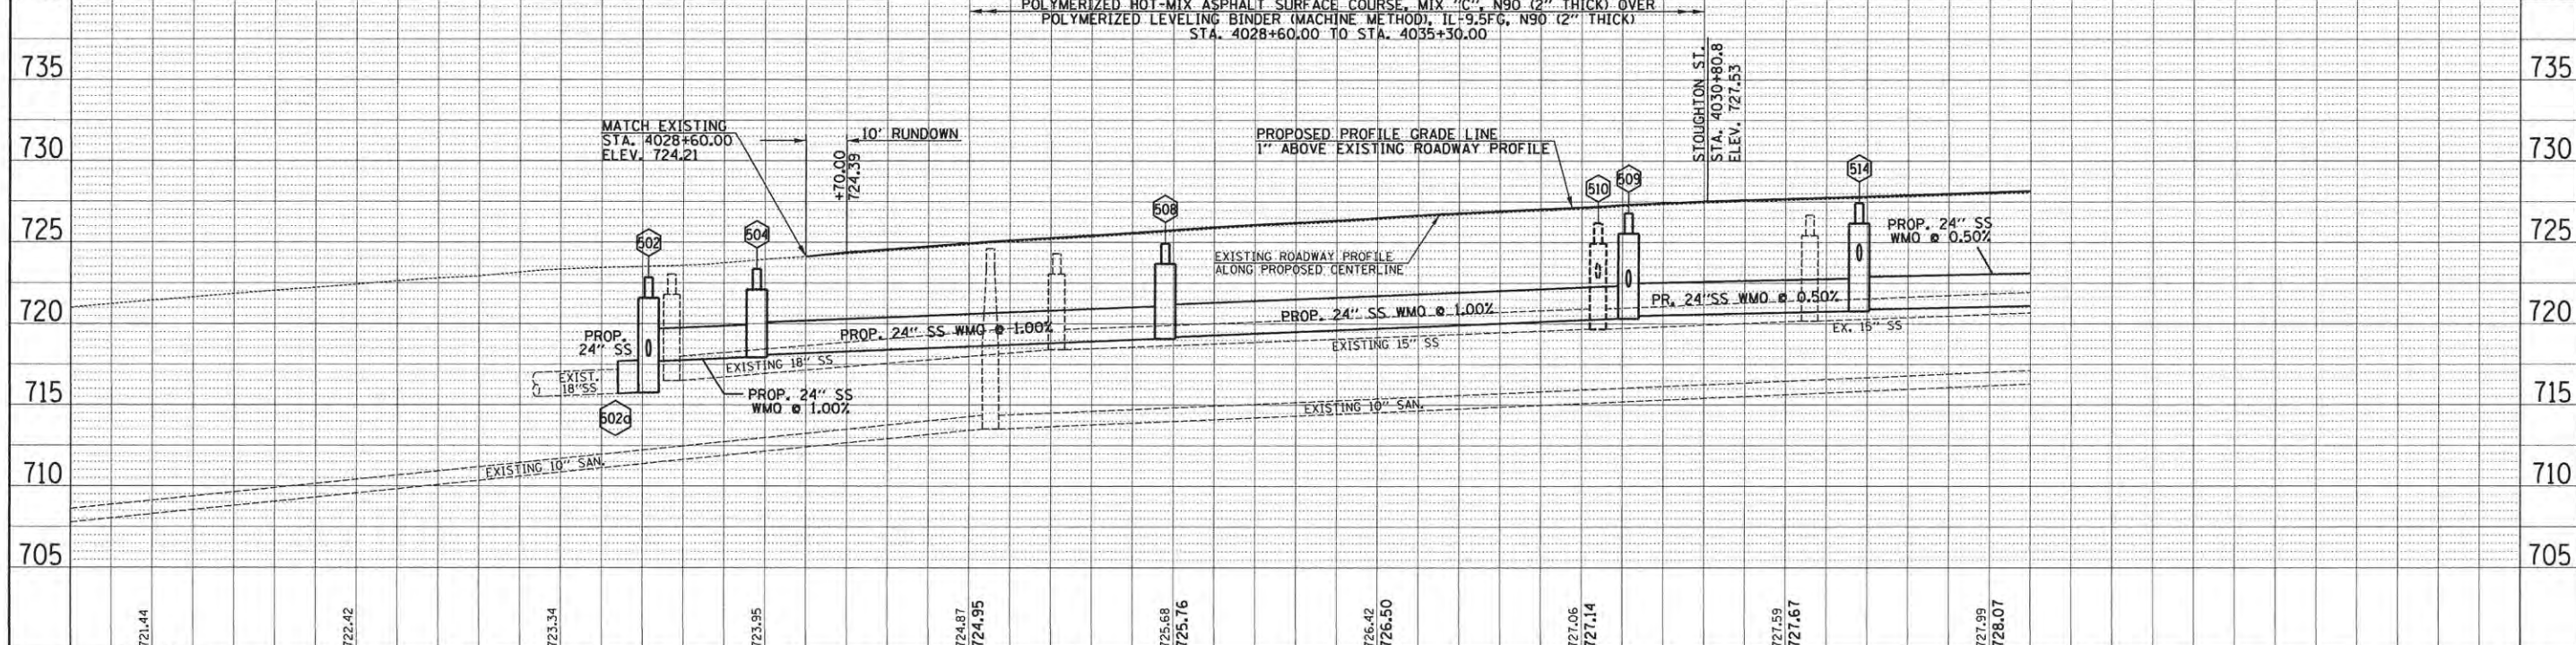 POLYMERIZED HOT-MIX ASPHALT SURFACE COURSE, MIX "C", N90 (2" THICK) OVER
POLYMERIZED LEVELING BINDER (MACHINE METHOD), IL-9.5FG, N90 (2" THICK)
STA. 4028+60.00 TO STA. 4035+30.00
735
735
STOUGHTON ST.
STA. 4030+80.8
ELEV. 727.53
MATCH EXISTING
STA. 4028+60.00
ELEV. 724.21
10' RUNDOWN
+70.00
724.39
PROPOSED PROFILE GRADE LINE
1" ABOVE EXISTING ROADWAY PROFILE
730
730
502
504
508
510
509
514
PROP. 24" SS
WMQ @ 0.50%
725
725
EXISTING ROADWAY PROFILE
ALONG PROPOSED CENTERLINE
720
720
PROP.
24" SS
PROP. 24" SS WMQ @ 1.00%
PROP. 24" SS WMQ @ 1.00%
PR. 24"SS WMQ @ 0.50%
EX. 15" SS
EXISTING 15" SS
EXISTING 18" SS
EXIST.
18"SS
PROP. 24" SS
WMQ @ 1.00%
502a
715
715
EXISTING 10" SAN.
EXISTING 10" SAN.
710
710
705
705
721.44
722.42
723.34
723.95
724.87
724.95
725.68
725.76
726.42
726.50
727.06
727.14
727.59
727.67
727.99
728.07